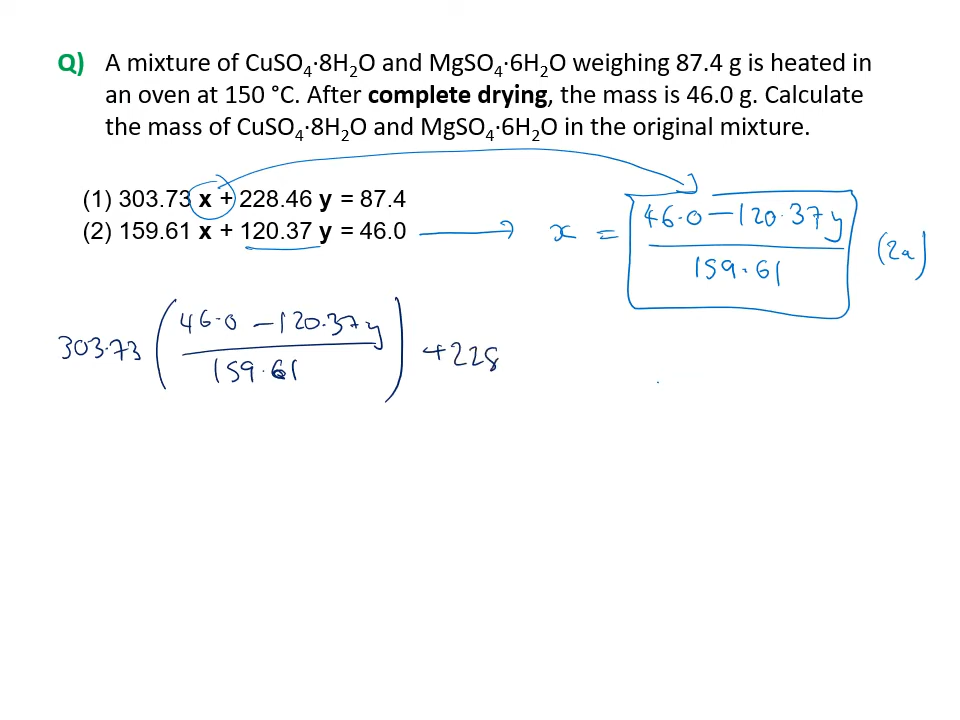 Q) A mixture of CuSO₄·8H₂O and MgSO₄·6H₂O weighing 87.4 g is heated in
an oven at 150 °C. After complete drying, the mass is 46.0 g. Calculate
the mass of CuSO₄·8H₂O and MgSO₄·6H₂O in the original mixture.
(1) 303.73 x + 228.46 y = 87.4
(2) 159.61 x + 120.37 y = 46.0 → x = (46.0 − 120.37y) / 159.61 (2a)
303.73 ((46.0 − 120.37y) / 159.61) + 228